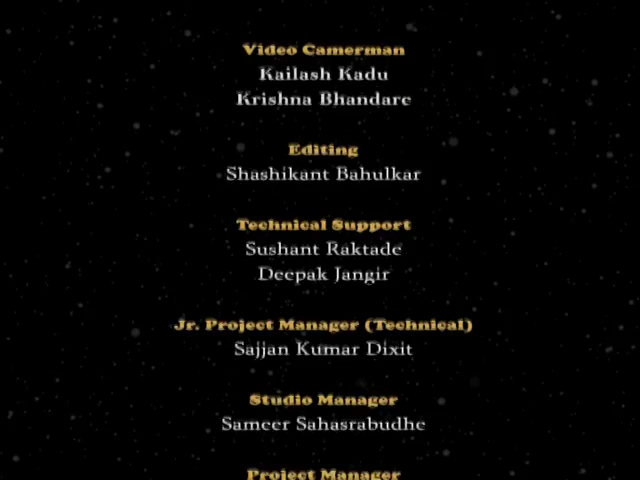 Video Camerman
Kailash Kadu
Krishna Bhandare
Editing
Shashikant Bahulkar
Technical Support
Sushant Raktade
Deepak Jangir
Jr. Project Manager (Technical)
Sajjan Kumar Dixit
Studio Manager
Sameer Sahasrabudhe
Project Manager